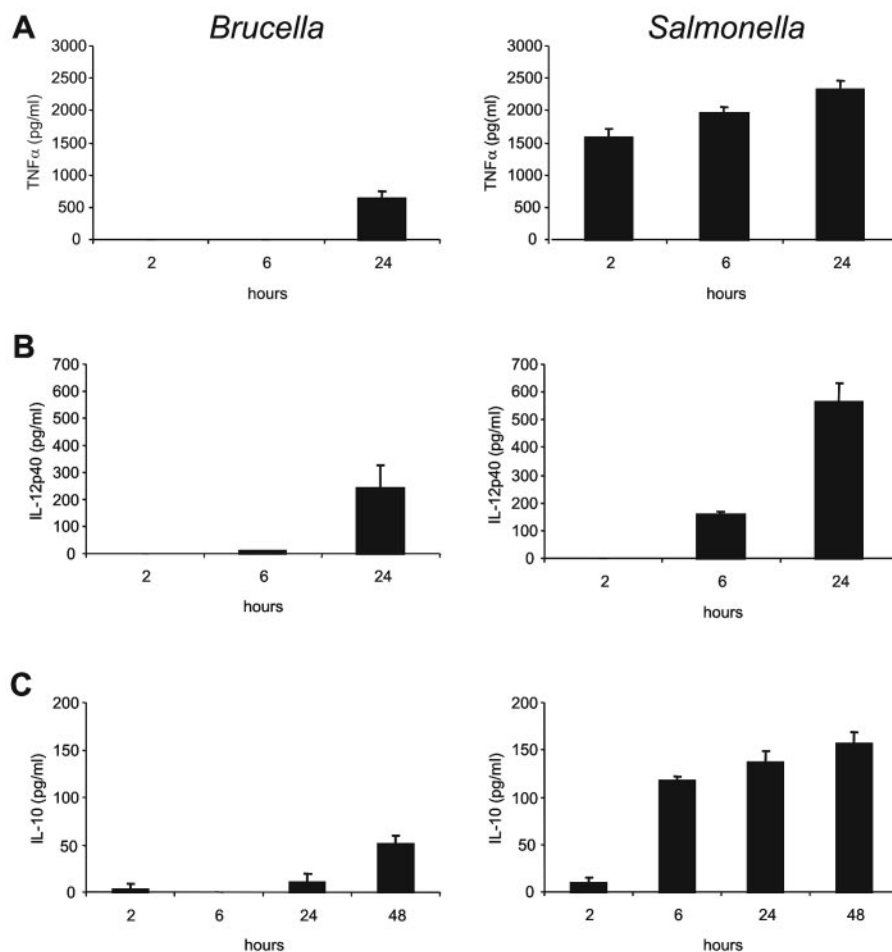 A
Brucella
Salmonella
3000
2500
2000
1500
1000
500
0
TNFα (pg/ml)
2 6 24
hours
3000
2500
2000
1500
1000
500
0
TNFα (pg(ml)
2 6 24
hours
B
700
600
500
400
300
200
100
0
IL-12p40 (pg/ml)
2 6 24
hours
700
600
500
400
300
200
100
0
IL-12p40 (pg/ml)
2 6 24
hours
C
200
150
100
50
0
IL-10 (pg/ml)
2 6 24 48
hours
200
150
100
50
0
IL-10 (pg/ml)
2 6 24 48
hours